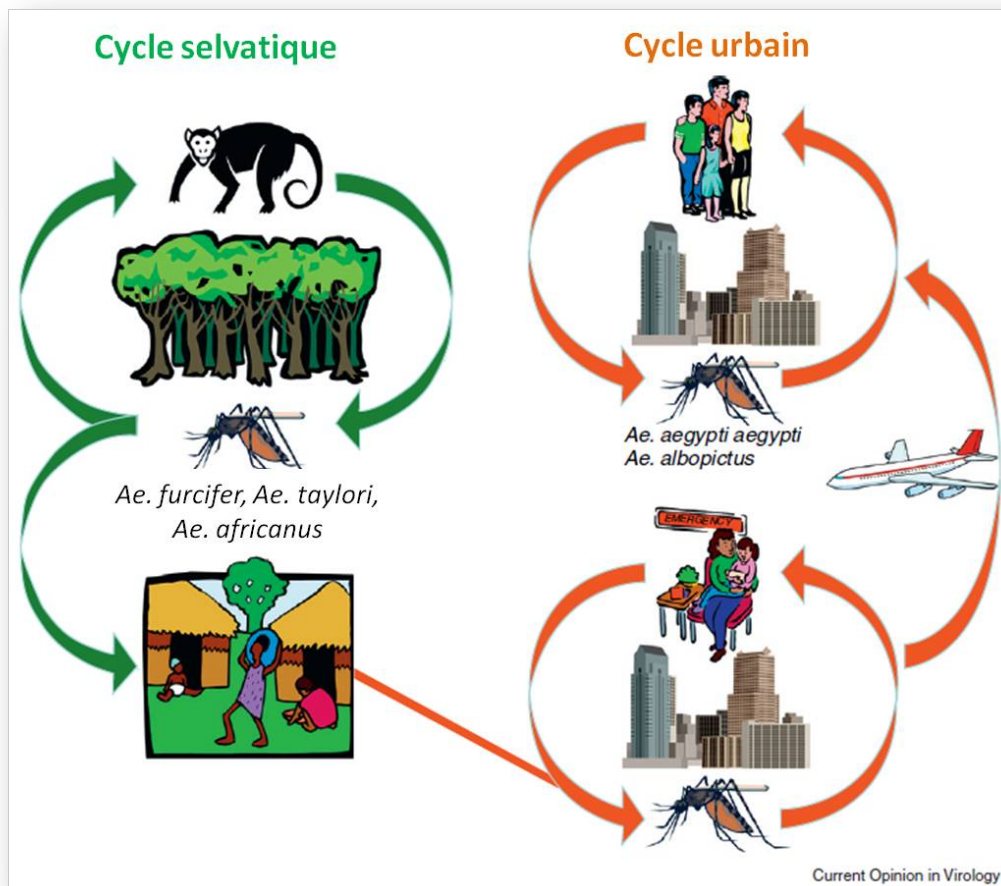 Cycle selvatique
Cycle urbain
Ae. furcifer, Ae. taylori,
Ae. africanus
Ae. aegypti aegypti
Ae. albopictus
EMERGENCY
Current Opinion in Virology